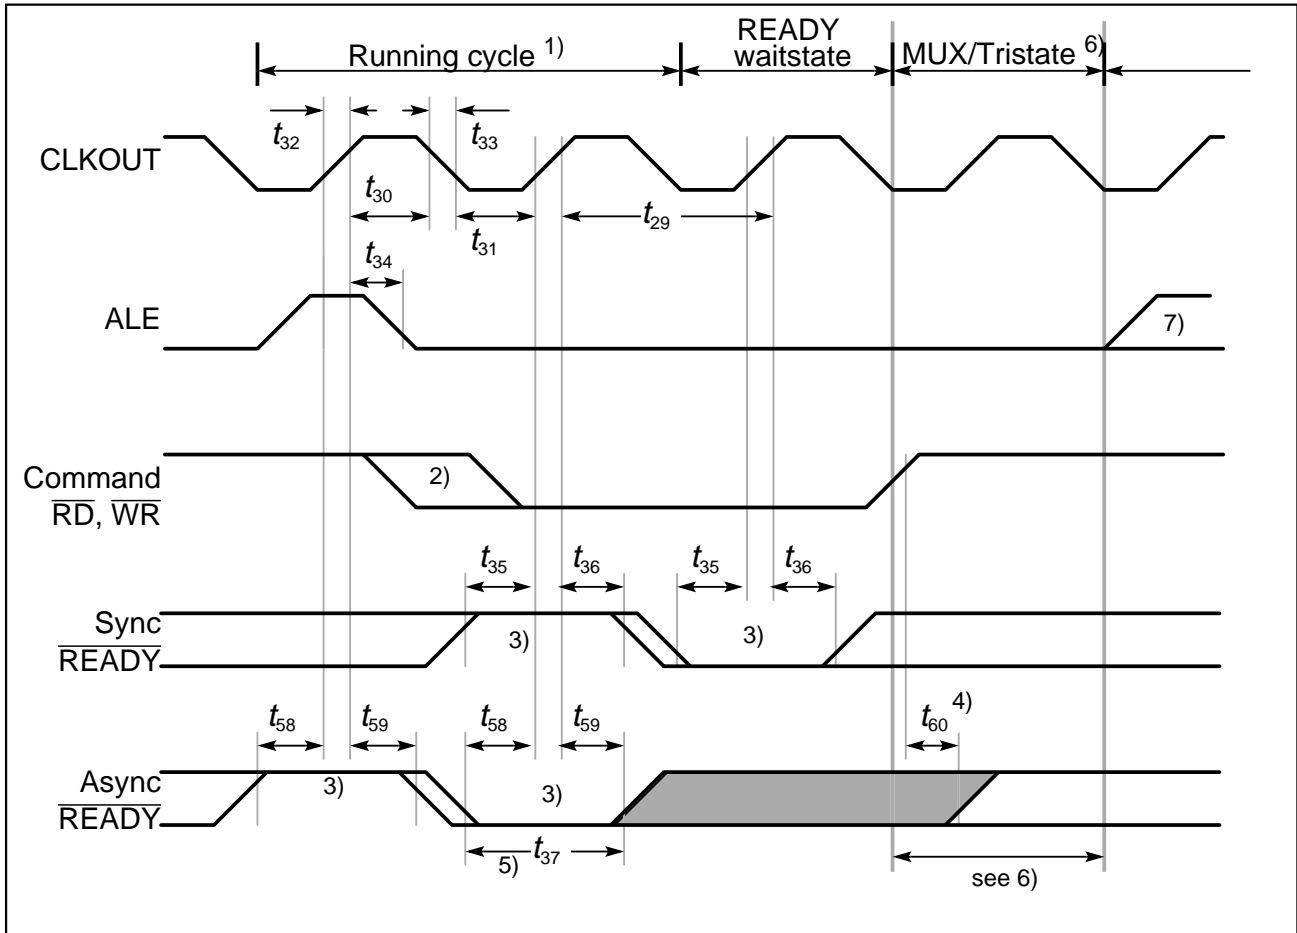 READY
Running cycle 1)
waitstate
MUX/Tristate 6)
t32
t33
CLKOUT
t30
t29
t31
t34
ALE
7)
Command
2)
RD, WR
t35
t36
t35
t36
Sync
3)
3)
READY
t58
t59
t58
t59
t60 4)
Async
3)
3)
READY
5)
t37
see 6)